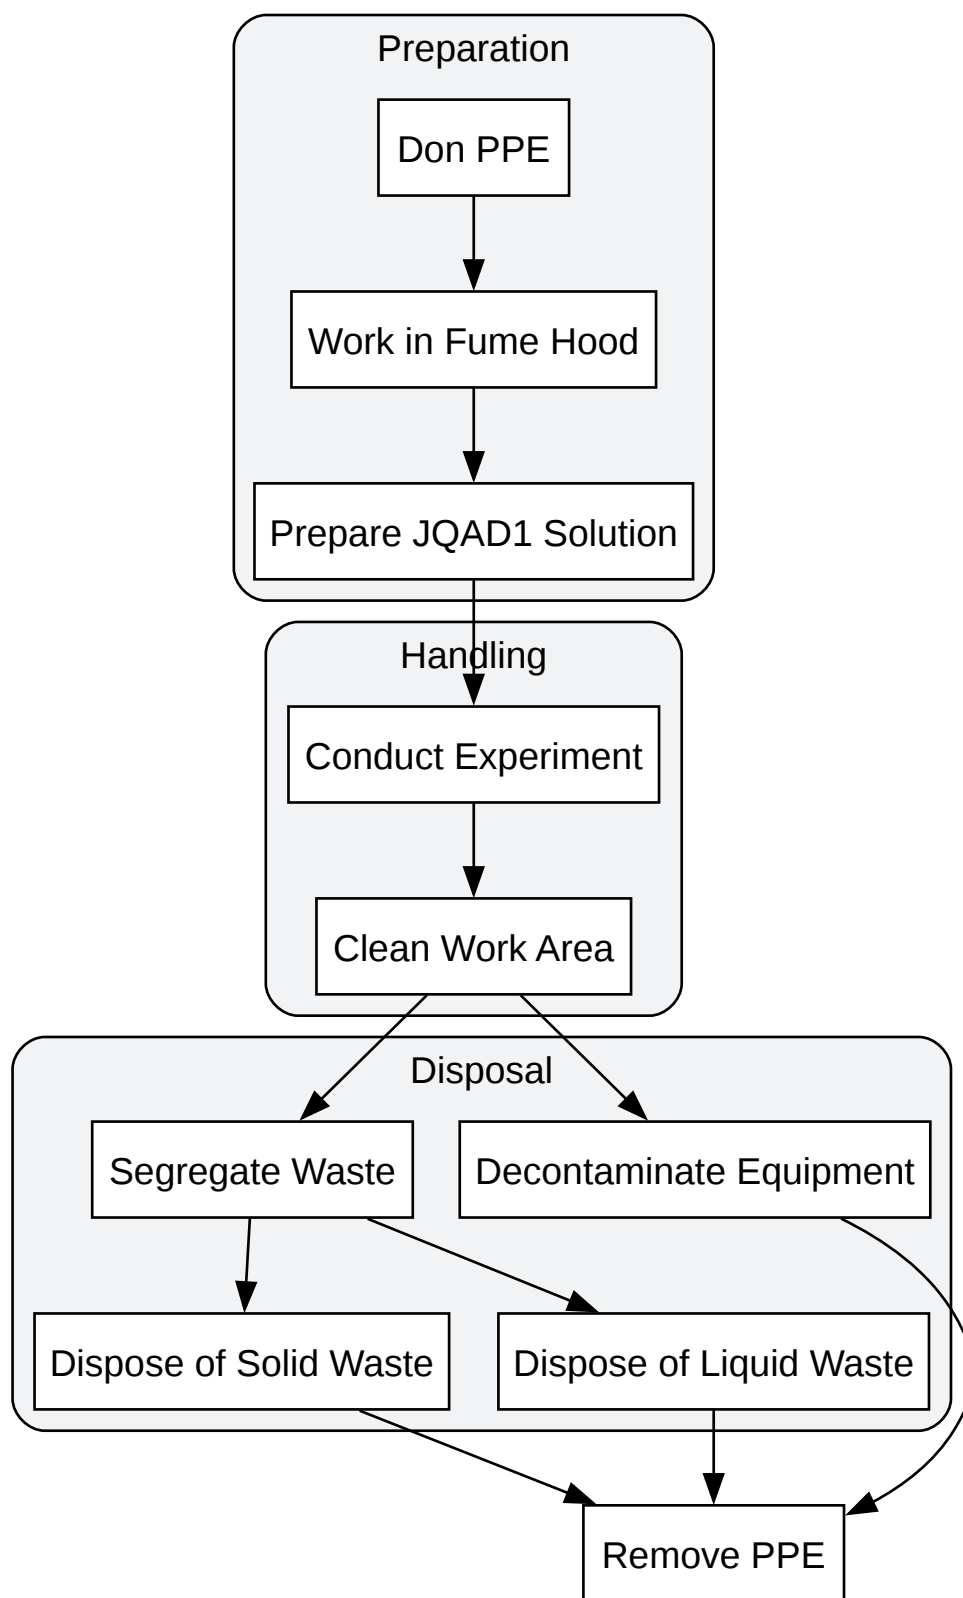 Preparation
Don PPE
Work in Fume Hood
Prepare JQAD1 Solution
Handling
Conduct Experiment
Clean Work Area
Disposal
Segregate Waste
Decontaminate Equipment
Dispose of Solid Waste
Dispose of Liquid Waste
Remove PPE